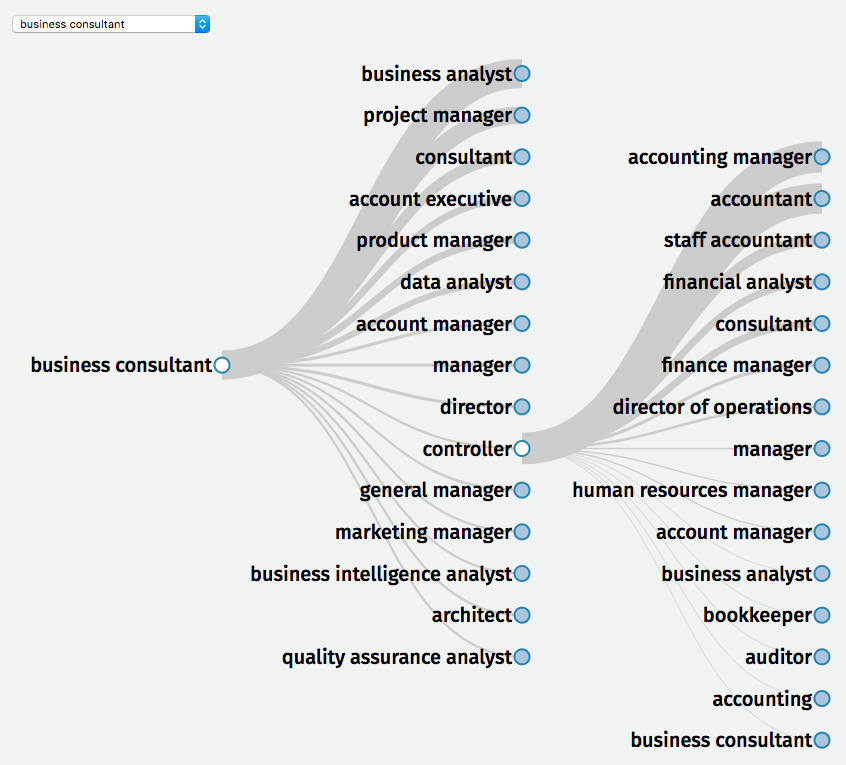 business consultant
business analyst
project manager
consultant
account executive
product manager
data analyst
account manager
business consultant
manager
director
controller
general manager
marketing manager
business intelligence analyst
architect
quality assurance analyst
accounting manager
accountant
staff accountant
financial analyst
consultant
finance manager
director of operations
manager
human resources manager
account manager
business analyst
bookkeeper
auditor
accounting
business consultant